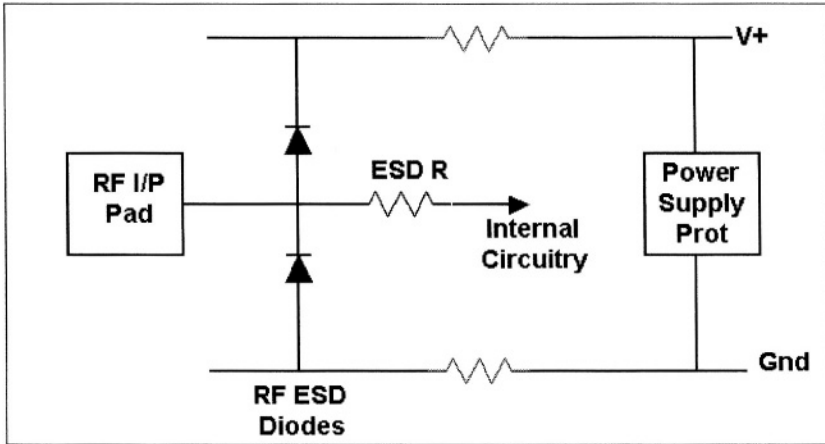 V+
RF I/P
Pad
ESD R
Internal
Circuitry
Power
Supply
Prot
Gnd
RF ESD
Diodes